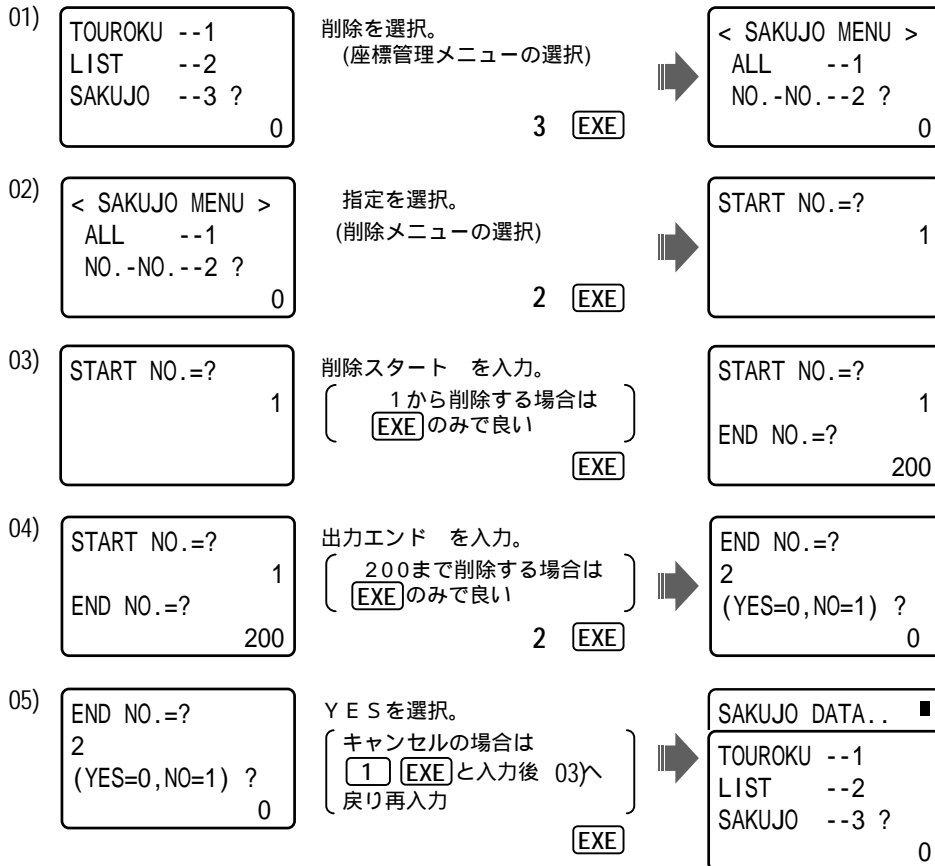 01)
TOUROKU --1
LIST --2
SAKUJO --3 ?
0
削除を選択。
(座標管理メニューの選択)
3 EXE
< SAKUJO MENU >
ALL --1
NO.-NO.--2 ?
0
02)
< SAKUJO MENU >
ALL --1
NO.-NO.--2 ?
0
指定を選択。
(削除メニューの選択)
2 EXE
START NO.=?
1
03)
START NO.=?
1
削除スタート を入力。
1から削除する場合は
EXEのみで良い
EXE
START NO.=?
1
END NO.=?
200
04)
START NO.=?
1
END NO.=?
200
出力エンド を入力。
200まで削除する場合は
EXEのみで良い
2 EXE
END NO.=?
2
(YES=0,NO=1) ?
0
05)
END NO.=?
2
(YES=0,NO=1) ?
0
YESを選択。
キャンセルの場合は
1 EXEと入力後 03)へ
戻り再入力
EXE
SAKUJO DATA..
TOUROKU --1
LIST --2
SAKUJO --3 ?
0